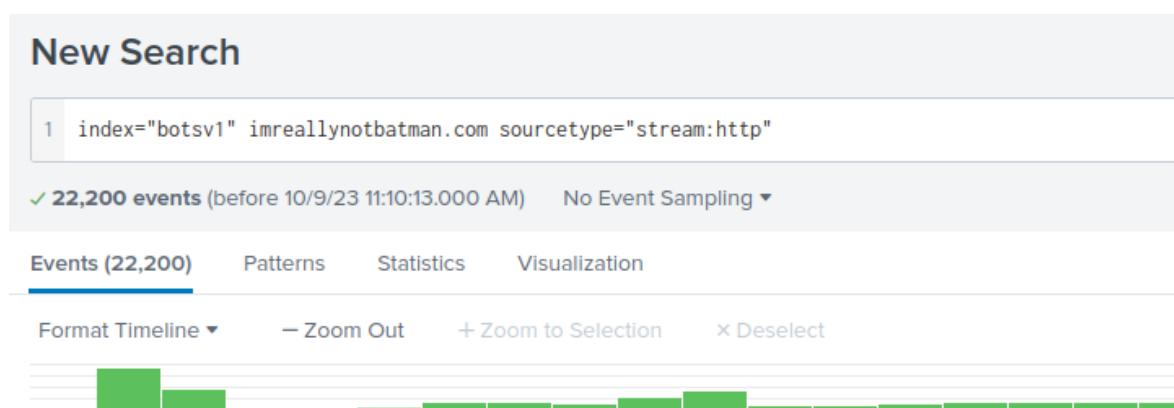 New Search
1 index="botsv1" imreallynotbatman.com sourcetype="stream:http"
✓ 22,200 events (before 10/9/23 11:10:13.000 AM) No Event Sampling ▾
Events (22,200) Patterns Statistics Visualization
Format Timeline ▾ — Zoom Out + Zoom to Selection × Deselect